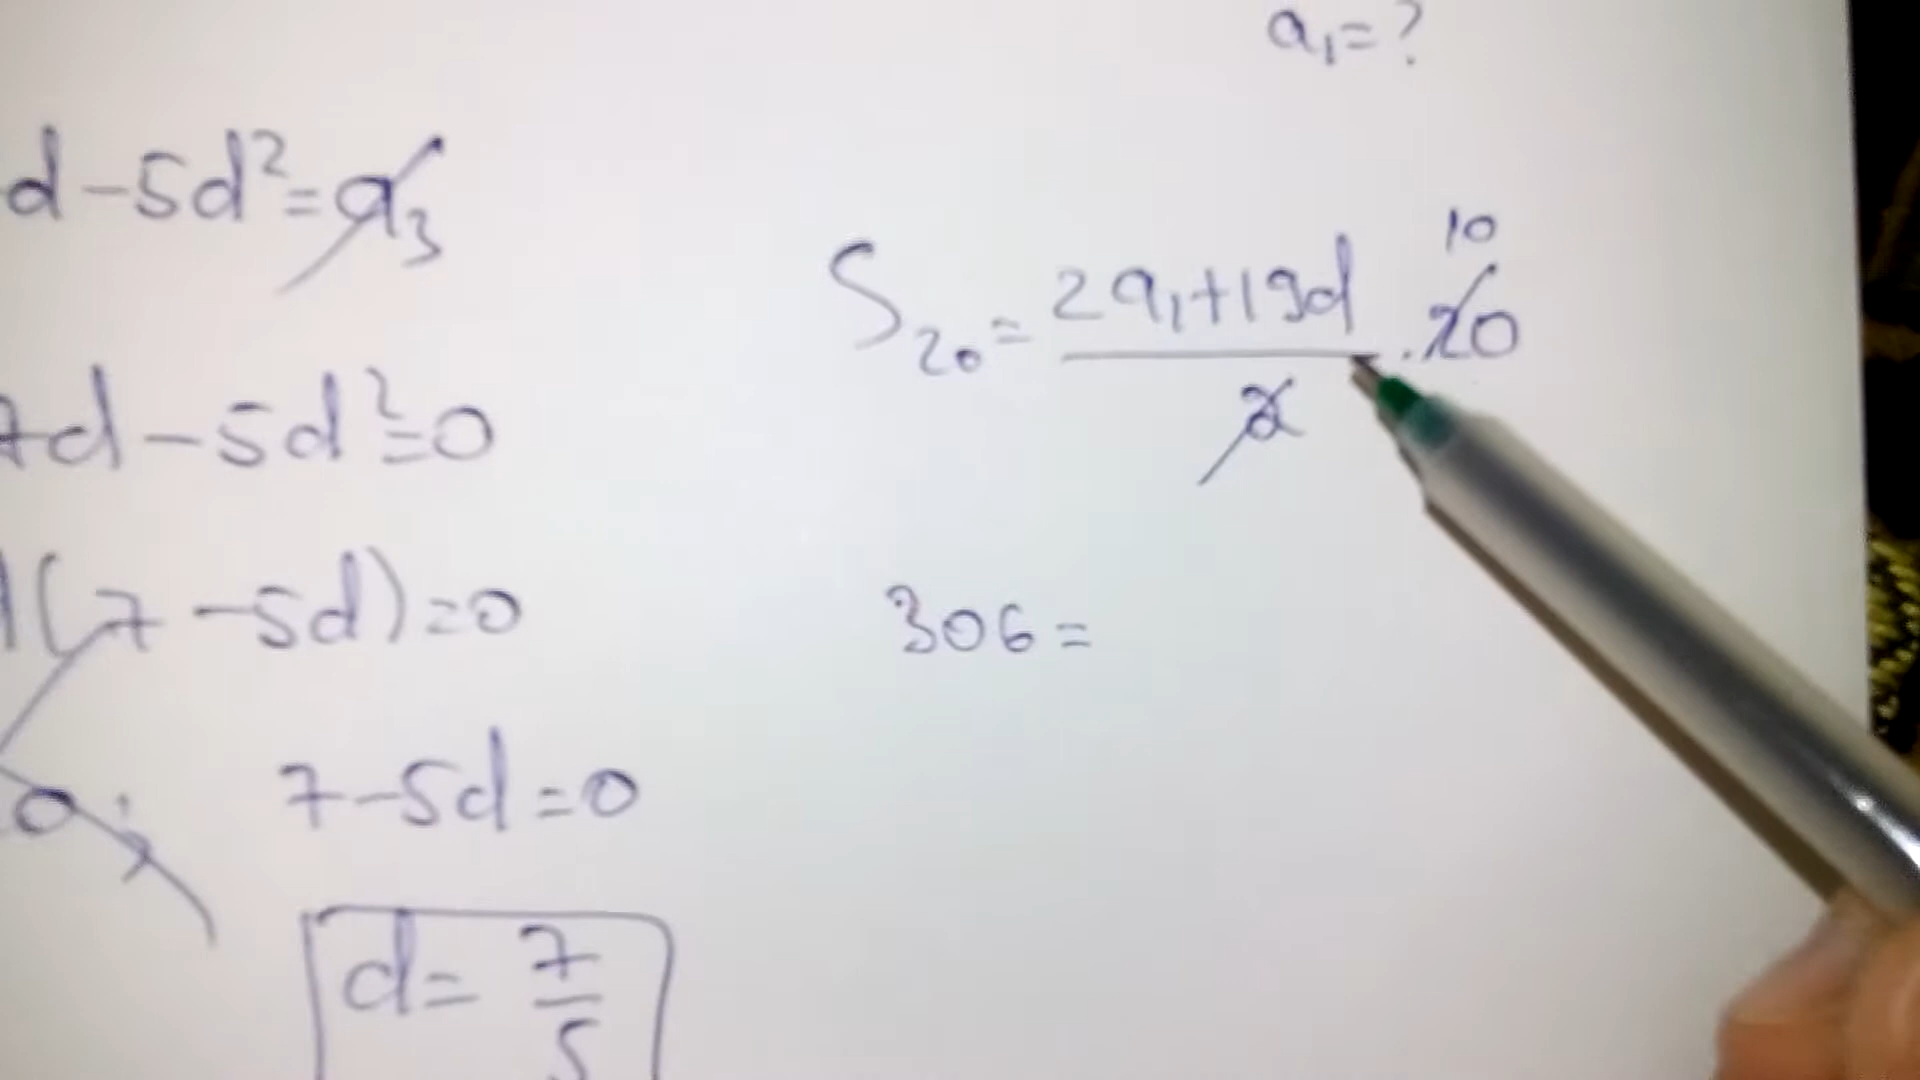 a₁=?
d-5d²=a₃
S₂₀= 2a₁+19d / 2 . 20
10
7d-5d²=0
(7-5d)=0
306=
7-5d=0
0;
d= 7/5